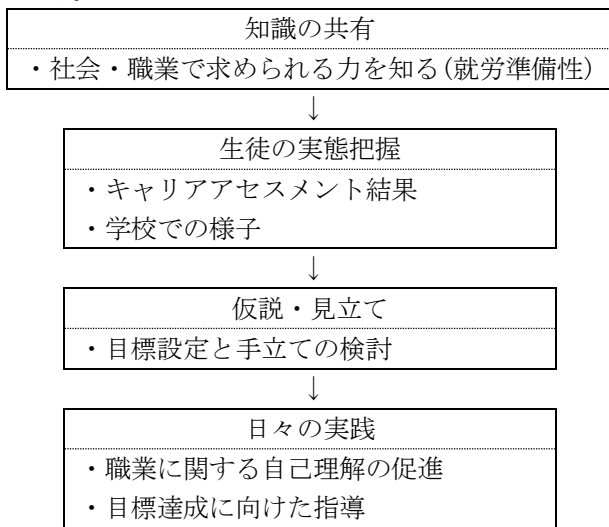 知識の共有
・社会・職業で求められる力を知る(就労準備性)
↓
生徒の実態把握
・キャリアアセスメント結果
・学校での様子
↓
仮説・見立て
・目標設定と手立ての検討
↓
日々の実践
・職業に関する自己理解の促進
・目標達成に向けた指導